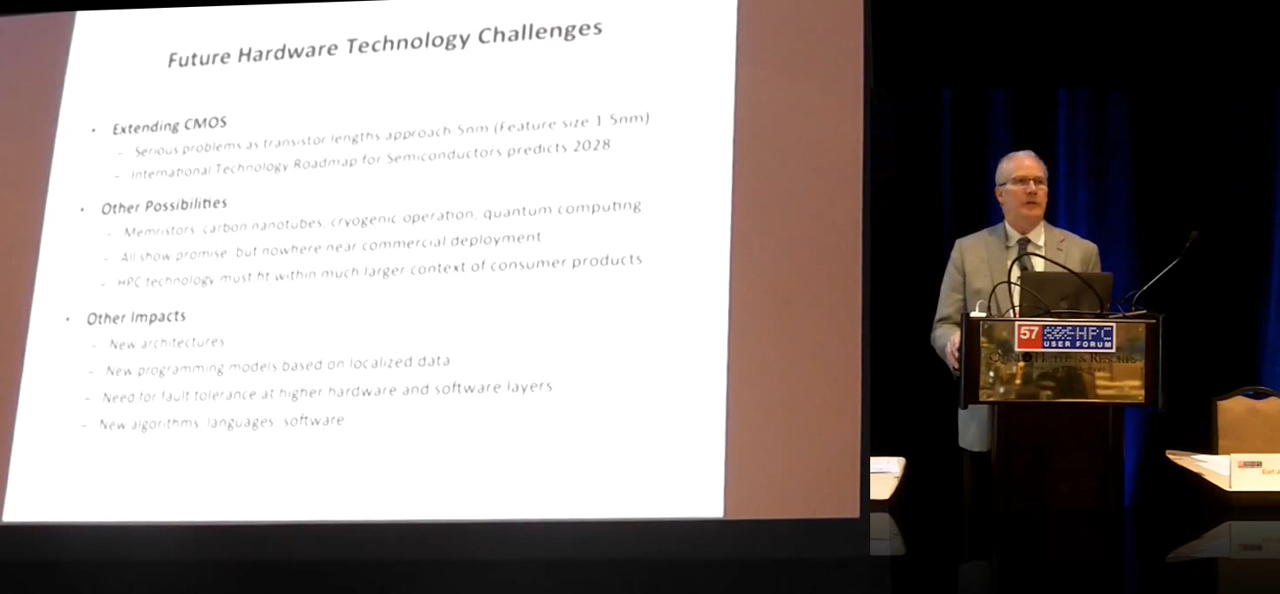 Future Hardware Technology Challenges
• Extending CMOS
– Serious problems as transistor lengths approach 5nm (Feature size 1 5nm)
– International Technology Roadmap for Semiconductors predicts 2028
• Other Possibilities
– Memristors, carbon nanotubes, cryogenic operation, quantum computing
– All show promise, but nowhere near commercial deployment
– HPC technology must fit within much larger context of consumer products
• Other Impacts
– New architectures
– New programming models based on localized data
– Need for fault tolerance at higher hardware and software layers
– New algorithms, languages, software
57 HPC
USER FORUM
Omni Hotels & Resorts
Earl